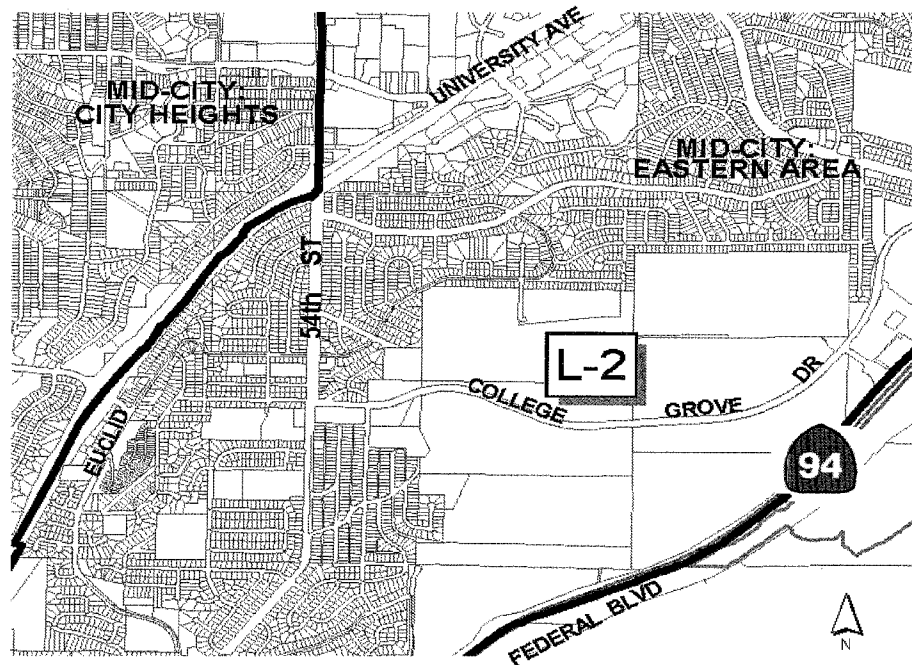 UNIVERSITY AVE
MID-CITY:
CITY HEIGHTS
MID-CITY:
EASTERN AREA
54th ST
L-2
COLLEGE GROVE DR
EUCLID
94
FEDERAL BLVD
N